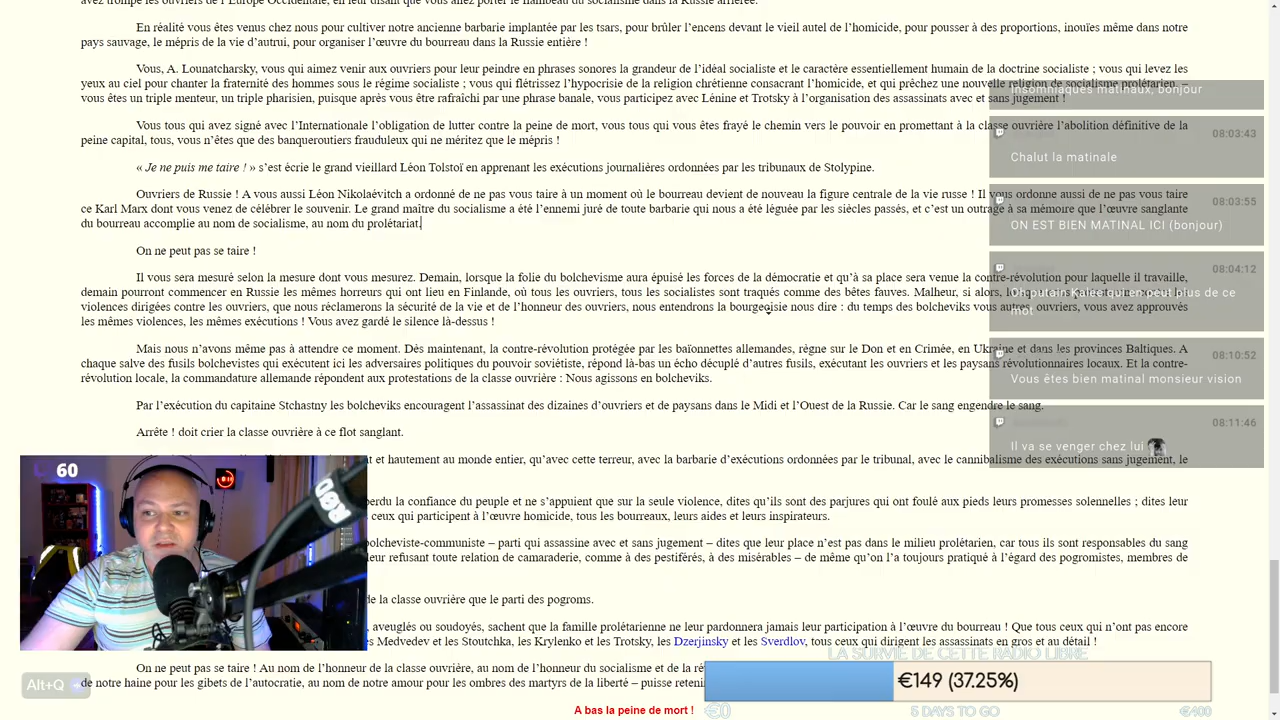 avez trompé les ouvriers de l'Europe Occidentale, en leur disant que vous alliez porter le flambeau du socialisme dans la Russie arriérée.
En réalité vous êtes venus chez nous pour cultiver notre ancienne barbarie implantée par les tsars, pour brûler l'encens devant le vieil autel de l'homicide, pour pousser à des proportions, inouïes même dans notre
pays sauvage, le mépris de la vie d'autrui, pour organiser l'œuvre du bourreau dans la Russie entière !
Vous, A. Lounatcharsky, vous qui aimez venir aux ouvriers pour leur peindre en phrases sonores la grandeur de l'idéal socialiste et le caractère essentiellement humain de la doctrine socialiste ; vous qui levez les
yeux au ciel pour chanter la fraternité des hommes sous le régime socialiste ; vous qui flétrissez l'hypocrisie de la religion chrétienne consacrant l'homicide, et qui prêchez une nouvelle religion de socialisme prolétarien –
vous êtes un triple menteur, un triple pharisien, puisque après vous être rafraîchi par une phrase banale, vous participez avec Lénine et Trotsky à l'organisation des assassinats avec et sans jugement !
Vous tous qui avez signé avec l'Internationale l'obligation de lutter contre la peine de mort, vous tous qui vous êtes frayé le chemin vers le pouvoir en promettant à la classe ouvrière l'abolition définitive de la
peine capital, tous, vous n'êtes que des banqueroutiers frauduleux qui ne méritez que le mépris !
« Je ne puis me taire ! » s'est écrie le grand vieillard Léon Tolstoï en apprenant les exécutions journalières ordonnées par les tribunaux de Stolypine.
Ouvriers de Russie ! A vous aussi Léon Nikolaévitch a ordonné de ne pas vous taire à un moment où le bourreau devient de nouveau la figure centrale de la vie russe ! Il vous ordonne aussi de ne pas vous taire
ce Karl Marx dont vous venez de célébrer le souvenir. Le grand maître du socialisme a été l'ennemi juré de toute barbarie qui nous a été léguée par les siècles passés, et c'est un outrage à sa mémoire que l'œuvre sanglante
du bourreau accomplie au nom de socialisme, au nom du prolétariat.
On ne peut pas se taire !
Il vous sera mesuré selon la mesure dont vous mesurez. Demain, lorsque la folie du bolchevisme aura épuisé les forces de la démocratie et qu'à sa place sera venue la contre-révolution pour laquelle il travaille,
demain pourront commencer en Russie les mêmes horreurs qui ont lieu en Finlande, où tous les ouvriers, tous les socialistes sont traqués comme des bêtes fauves. Malheur, si alors,
violences dirigées contre les ouvriers, que nous réclamerons la sécurité de la vie et de l'honneur des ouvriers, nous entendrons la bourgeoisie nous dire : du temps des bolcheviks vous autres ouvriers, vous avez approuvés
les mêmes violences, les mêmes exécutions ! Vous avez gardé le silence là-dessus !
Mais nous n'avons même pas à attendre ce moment. Dès maintenant, la contre-révolution protégée par les baïonnettes allemandes, règne sur le Don et en Crimée, en Ukraine et dans les provinces Baltiques. A
chaque salve des fusils bolchevistes qui exécutent ici les adversaires politiques du pouvoir soviétiste, répond là-bas un écho décuplé d'autres fusils, exécutant les ouvriers et les paysans révolutionnaires locaux. Et la contre-
révolution locale, la commandature allemande répondent aux protestations de la classe ouvrière : Nous agissons en bolcheviks.
Par l'exécution du capitaine Stchastny les bolcheviks encouragent l'assassinat des dizaines d'ouvriers et de paysans dans le Midi et l'Ouest de la Russie. Car le sang engendre le sang.
Arrête ! doit crier la classe ouvrière à ce flot sanglant.
et hautement au monde entier, qu'avec cette terreur, avec la barbarie d'exécutions ordonnées par le tribunal, avec le cannibalisme des exécutions sans jugement, le
perdu la confiance du peuple et ne s'appuient que sur la seule violence, dites qu'ils sont des parjures qui ont foulé aux pieds leurs promesses solennelles ; dites leur
ceux qui participent à l'œuvre homicide, tous les bourreaux, leurs aides et leurs inspirateurs.
bolcheviste-communiste – parti qui assassine avec et sans jugement – dites que leur place n'est pas dans le milieu prolétarien, car tous ils sont responsables du sang
leur refusant toute relation de camaraderie, comme à des pestiférés, à des misérables – de même qu'on l'a toujours pratiqué à l'égard des pogromistes, membres de
de la classe ouvrière que le parti des pogroms.
aveuglés ou soudoyés, sachent que la famille prolétarienne ne leur pardonnera jamais leur participation à l'œuvre du bourreau ! Que tous ceux qui n'ont pas encore
Medvedev et les Stoutchka, les Krylenko et les Trotsky, les Dzerjinsky et les Sverdlov, tous ceux qui dirigent les assassinats en gros et au détail !
On ne peut pas se taire ! Au nom de l'honneur de la classe ouvrière, au nom de l'honneur du socialisme et de la
de notre haine pour les gibets de l'autocratie, au nom de notre amour pour les ombres des martyrs de la liberté – puisse
A bas la peine de mort !
Insomniaques matinaux, bonjour
08:03:43
Chalut la matinale
08:03:55
ON EST BIEN MATINAL ICI (bonjour)
08:04:12
Oh putain Kalee qui en peut plus de ce
mot
08:10:52
Vous êtes bien matinal monsieur vision
08:11:46
Il va se venger chez lui
60
Alt+Q
LA SURVIE DE CETTE RADIO LIBRE
€149 (37.25%)
€0
5 DAYS TO GO
€400